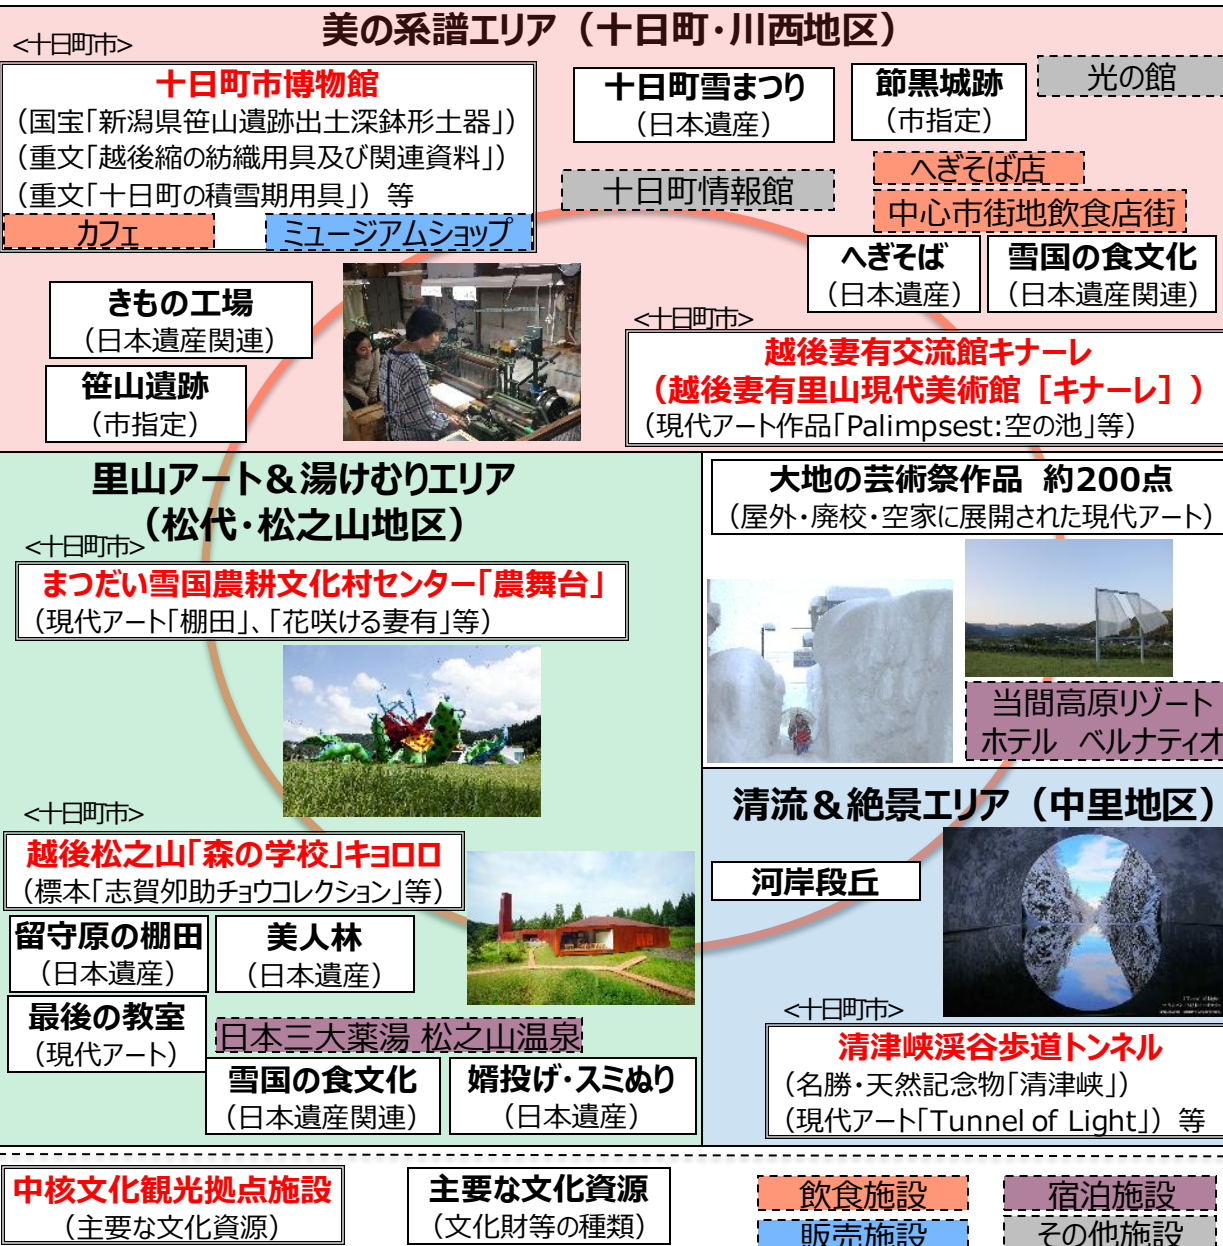 美の系譜エリア（十日町・川西地区）
<十日町市>
十日町市博物館
（国宝「新潟県笹山遺跡出土深鉢形土器」）
（重文「越後縮の紡織用具及び関連資料」）
（重文「十日町の積雪期用具」）等
カフェ
ミュージアムショップ
十日町雪まつり
（日本遺産）
節黒城跡
（市指定）
光の館
十日町情報館
へぎそば店
中心市街地飲食店街
へぎそば
（日本遺産）
雪国の食文化
（日本遺産関連）
きもの工場
（日本遺産関連）
笹山遺跡
（市指定）
<十日町市>
越後妻有交流館キナーレ
（越後妻有里山現代美術館［キナーレ］）
（現代アート作品「Palimpsest:空の池」等）
里山アート＆湯けむりエリア
（松代・松之山地区）
<十日町市>
まつだい雪国農耕文化村センター「農舞台」
（現代アート「棚田」、「花咲ける妻有」等）
大地の芸術祭作品 約200点
（屋外・廃校・空家に展開された現代アート）
当間高原リゾート
ホテル ベルナティオ
<十日町市>
越後松之山「森の学校」キョロロ
（標本「志賀夘助チョウコレクション」等）
留守原の棚田
（日本遺産）
美人林
（日本遺産）
最後の教室
（現代アート）
日本三大薬湯 松之山温泉
雪国の食文化
（日本遺産関連）
婿投げ・スミぬり
（日本遺産）
清流＆絶景エリア（中里地区）
河岸段丘
<十日町市>
清津峡渓谷歩道トンネル
（名勝・天然記念物「清津峡」）
（現代アート「Tunnel of Light」）等
中核文化観光拠点施設
（主要な文化資源）
主要な文化資源
（文化財等の種類）
飲食施設
宿泊施設
販売施設
その他施設